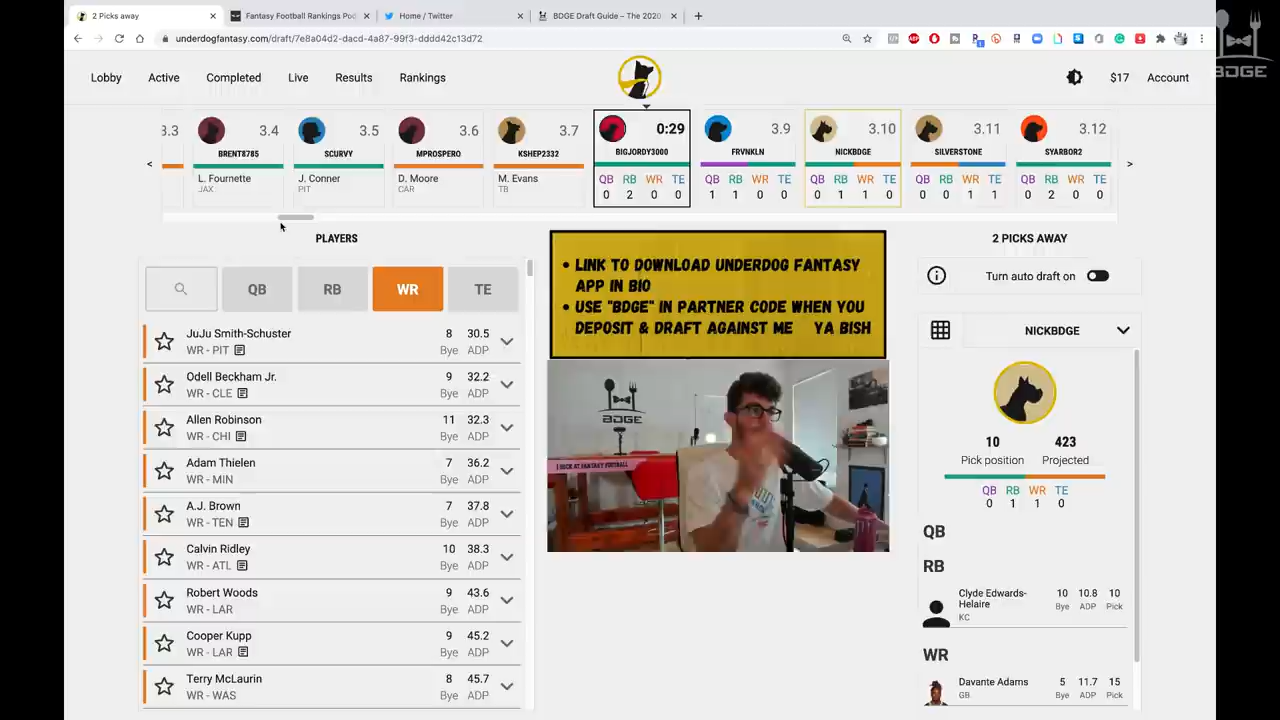 2 Picks away
Fantasy Football Rankings Pod
Home / Twitter
BDGE Draft Guide – The 2020
underdogfantasy.com/draft/7e8a04d2-dacd-4a87-99f3-dddd42c13d72
BDGE
Lobby
Active
Completed
Live
Results
Rankings
$17
Account
3.3
3.4
BRENT8785
L. Fournette
JAX
3.5
SCURVY
J. Conner
PIT
3.6
MPROSPERO
D. Moore
CAR
3.7
KSHEP2332
M. Evans
TB
0:29
BIGJORDY3000
QB RB WR TE
0 2 0 0
3.9
FRVNKLN
QB RB WR TE
1 1 0 0
3.10
NICKBDGE
QB RB WR TE
0 1 1 0
3.11
SILVERSTONE
QB RB WR TE
0 0 1 1
3.12
SYARBOR2
QB RB WR TE
0 2 0 0
PLAYERS
QB RB WR TE
JuJu Smith-Schuster 8 30.5
WR - PIT Bye ADP
Odell Beckham Jr. 9 32.2
WR - CLE Bye ADP
Allen Robinson 11 32.3
WR - CHI Bye ADP
Adam Thielen 7 36.2
WR - MIN Bye ADP
A.J. Brown 7 37.8
WR - TEN Bye ADP
Calvin Ridley 10 38.3
WR - ATL Bye ADP
Robert Woods 9 43.6
WR - LAR Bye ADP
Cooper Kupp 9 45.2
WR - LAR Bye ADP
Terry McLaurin 8 45.7
WR - WAS Bye ADP
• LINK TO DOWNLOAD UNDERDOG FANTASY
APP IN BIO
• USE "BDGE" IN PARTNER CODE WHEN YOU
DEPOSIT & DRAFT AGAINST ME YA BISH
BDGE
I SUCK AT FANTASY FOOTBALL
2 PICKS AWAY
Turn auto draft on
NICKBDGE
10 423
Pick position Projected
QB RB WR TE
0 1 1 0
QB
RB
Clyde Edwards- 10 10.8 10
Helaire Bye ADP Pick
KC
WR
Davante Adams 5 11.7 15
GB Bye ADP Pick